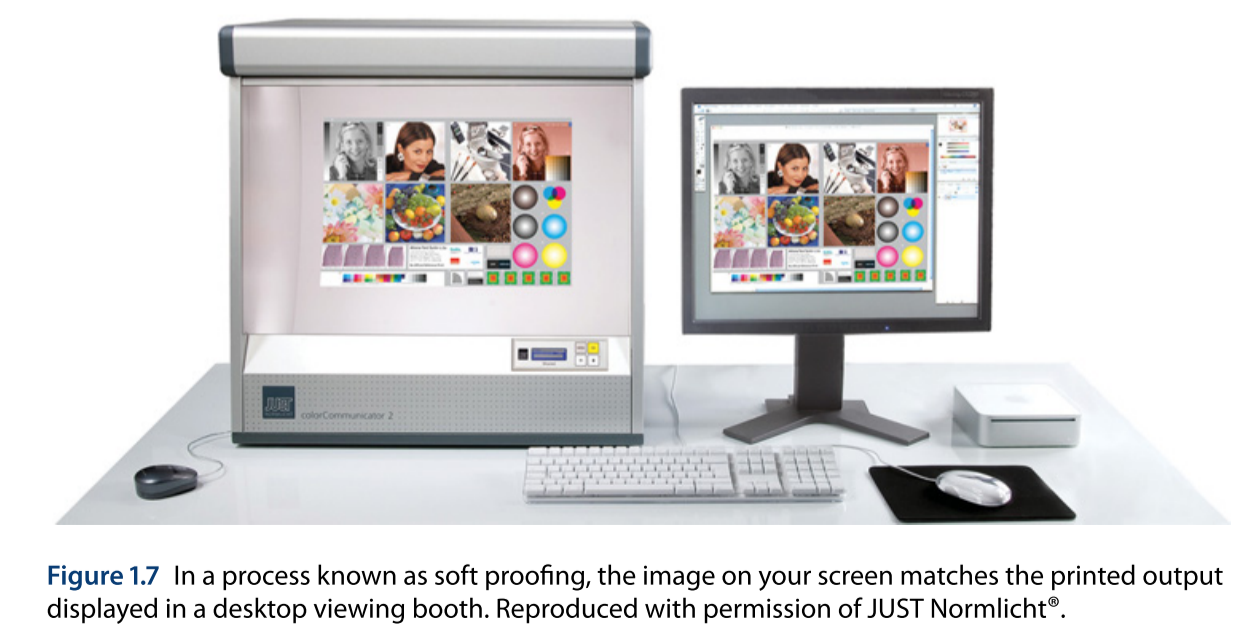 JUST
colorCommunicator 2
Figure 1.7 In a process known as soft proofing, the image on your screen matches the printed output
displayed in a desktop viewing booth. Reproduced with permission of JUST Normlicht®.